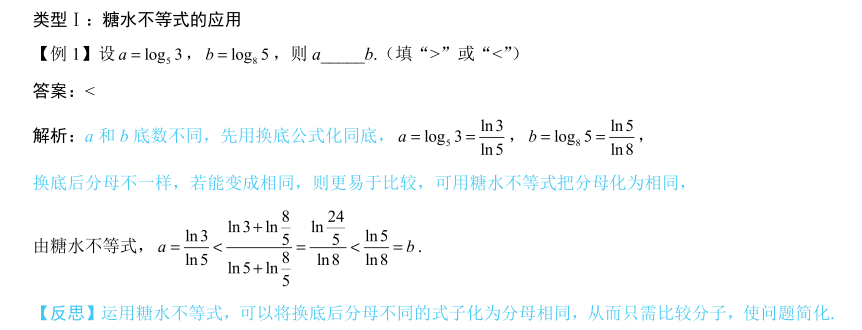 类型Ⅰ:糖水不等式的应用
【例1】设 a = log₅ 3,b = log₈ 5,则 a_____b.(填“>”或“<”)
答案:<
解析:a 和 b 底数不同,先用换底公式化同底,a = log₅ 3 = \frac{ln 3}{ln 5},b = log₈ 5 = \frac{ln 5}{ln 8},
换底后分母不一样,若能变成相同,则更易于比较,可用糖水不等式把分母化为相同,
由糖水不等式,a = \frac{ln 3}{ln 5} < \frac{ln 3 + ln \frac{8}{5}}{ln 5 + ln \frac{8}{5}} = \frac{ln \frac{24}{5}}{ln 8} < \frac{ln 5}{ln 8} = b.
【反思】运用糖水不等式,可以将换底后分母不同的式子化为分母相同,从而只需比较分子,使问题简化.